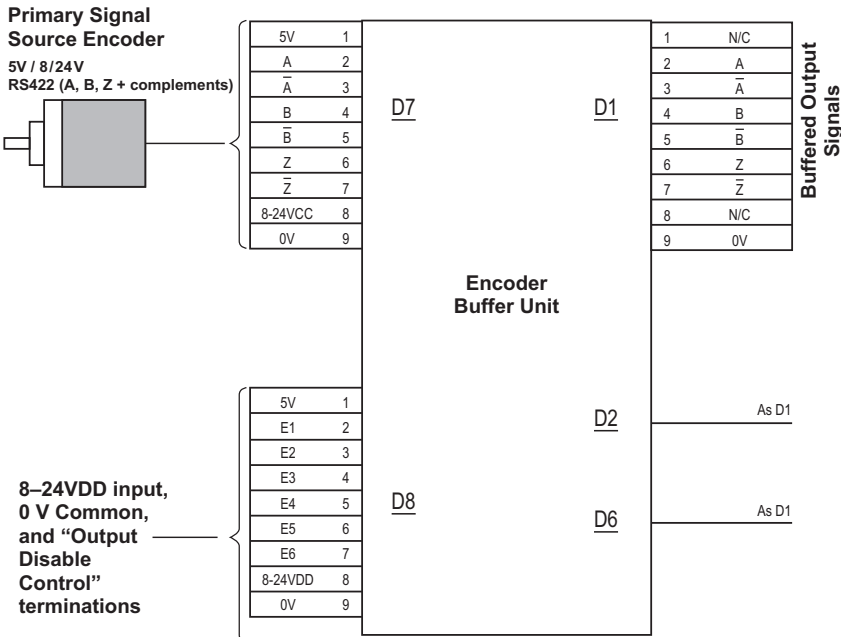 Primary Signal
Source Encoder
5V / 8/24V
RS422 (A, B, Z + complements)
5V 1
A 2
A̅ 3
B 4
B̅ 5
Z 6
Z̅ 7
8-24VCC 8
0V 9
D7
D1
1 N/C
2 A
3 A̅
4 B
5 B̅
6 Z
7 Z̅
8 N/C
9 0V
Buffered Output
Signals
Encoder
Buffer Unit
8–24VDD input,
0 V Common,
and “Output
Disable
Control”
terminations
5V 1
E1 2
E2 3
E3 4
E4 5
E5 6
E6 7
8-24VDD 8
0V 9
D8
D2
As D1
D6
As D1